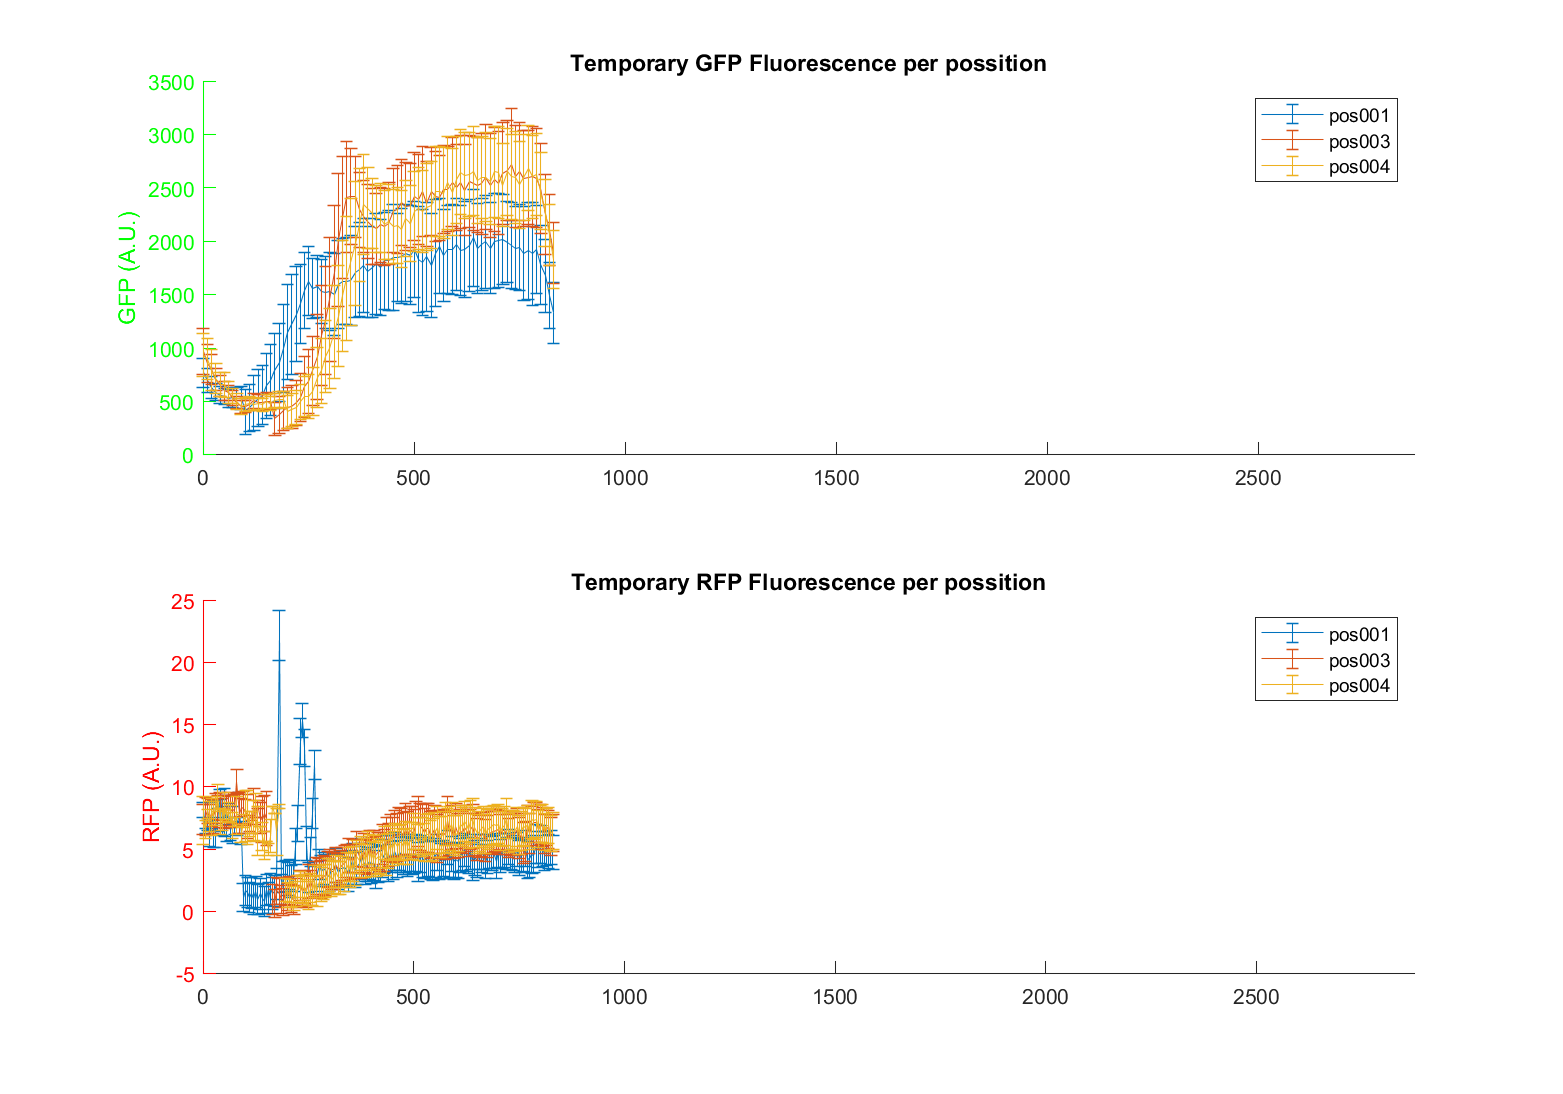 Temporary GFP Fluorescence per possition
3500
3000
2500
2000
1500
1000
500
0
GFP (A.U.)
0 500 1000 1500 2000 2500
pos001
pos003
pos004
Temporary RFP Fluorescence per possition
25
20
15
10
5
0
-5
RFP (A.U.)
0 500 1000 1500 2000 2500
pos001
pos003
pos004